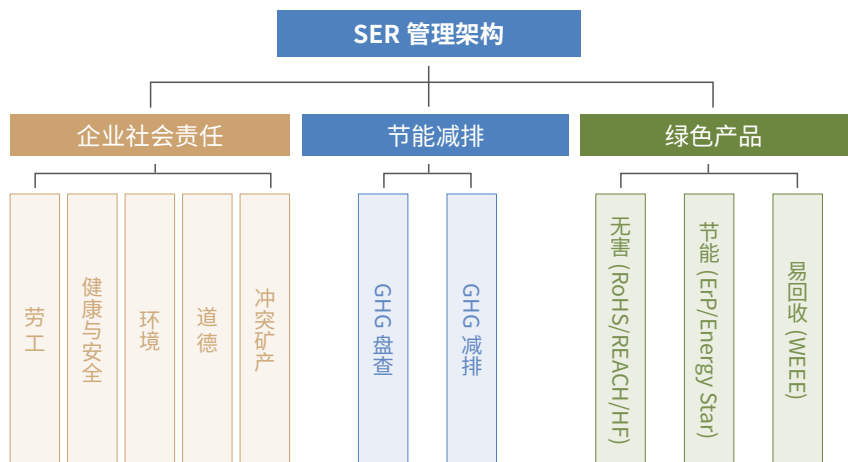 SER 管理架构
企业社会责任
节能减排
绿色产品
劳工
健康与安全
环境
道德
冲突矿产
GHG 盘查
GHG 减排
无害 (RoHS/REACH/HF)
节能 (ErP/Energy Star)
易回收 (WEEE)